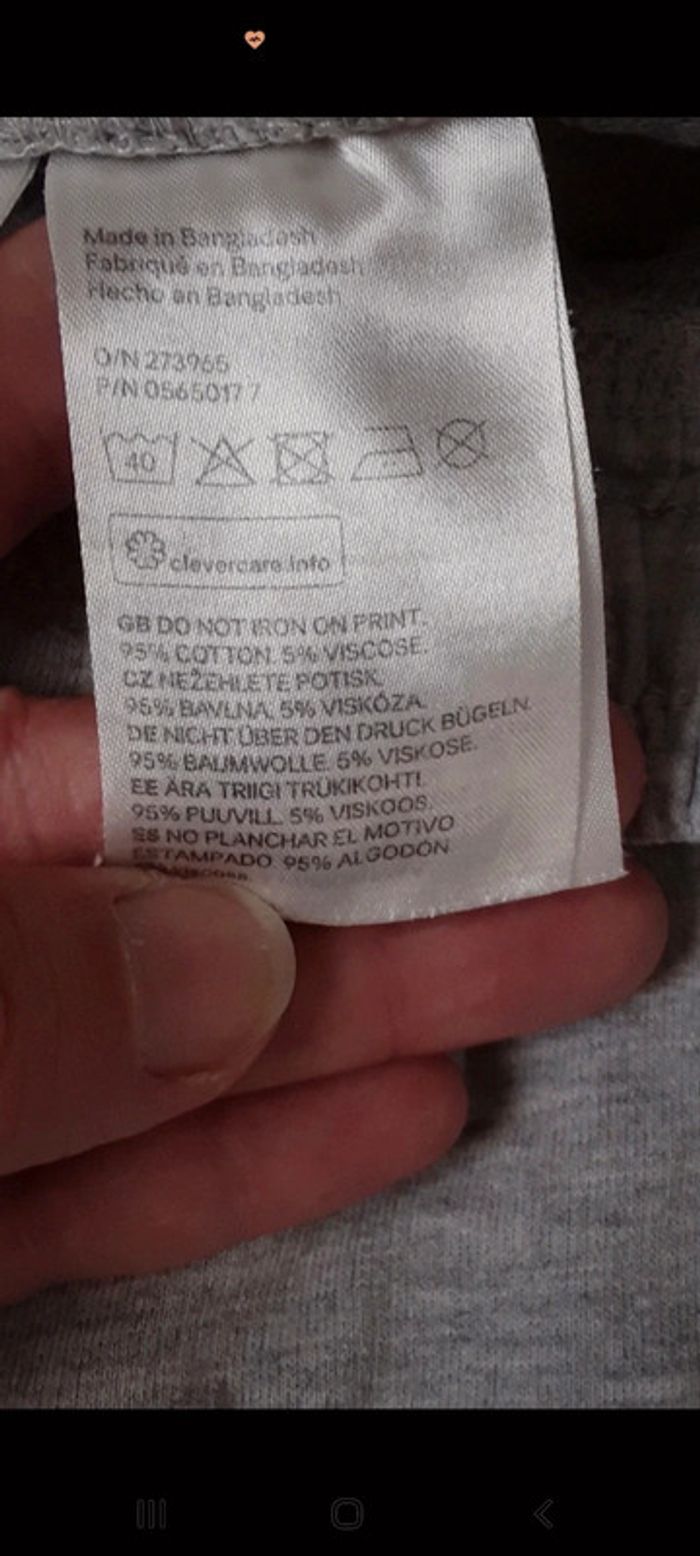 Made in Bangladesh
Fabriqué en Bangladesh
Hecho en Bangladesh
O/N 273965
P/N 0565017 7
40
clevercare.info
GB DO NOT IRON ON PRINT.
95% COTTON. 5% VISCOSE.
CZ NEŽEHLETE POTISK.
95% BAVLNA. 5% VISKÓZA.
DE NICHT ÜBER DEN DRUCK BÜGELN.
95% BAUMWOLLE. 5% VISKOSE.
EE ÄRA TRIIGI TRÜKIKOHTI.
95% PUUVILL. 5% VISKOOS.
ES NO PLANCHAR EL MOTIVO
ESTAMPADO. 95% ALGODÓN